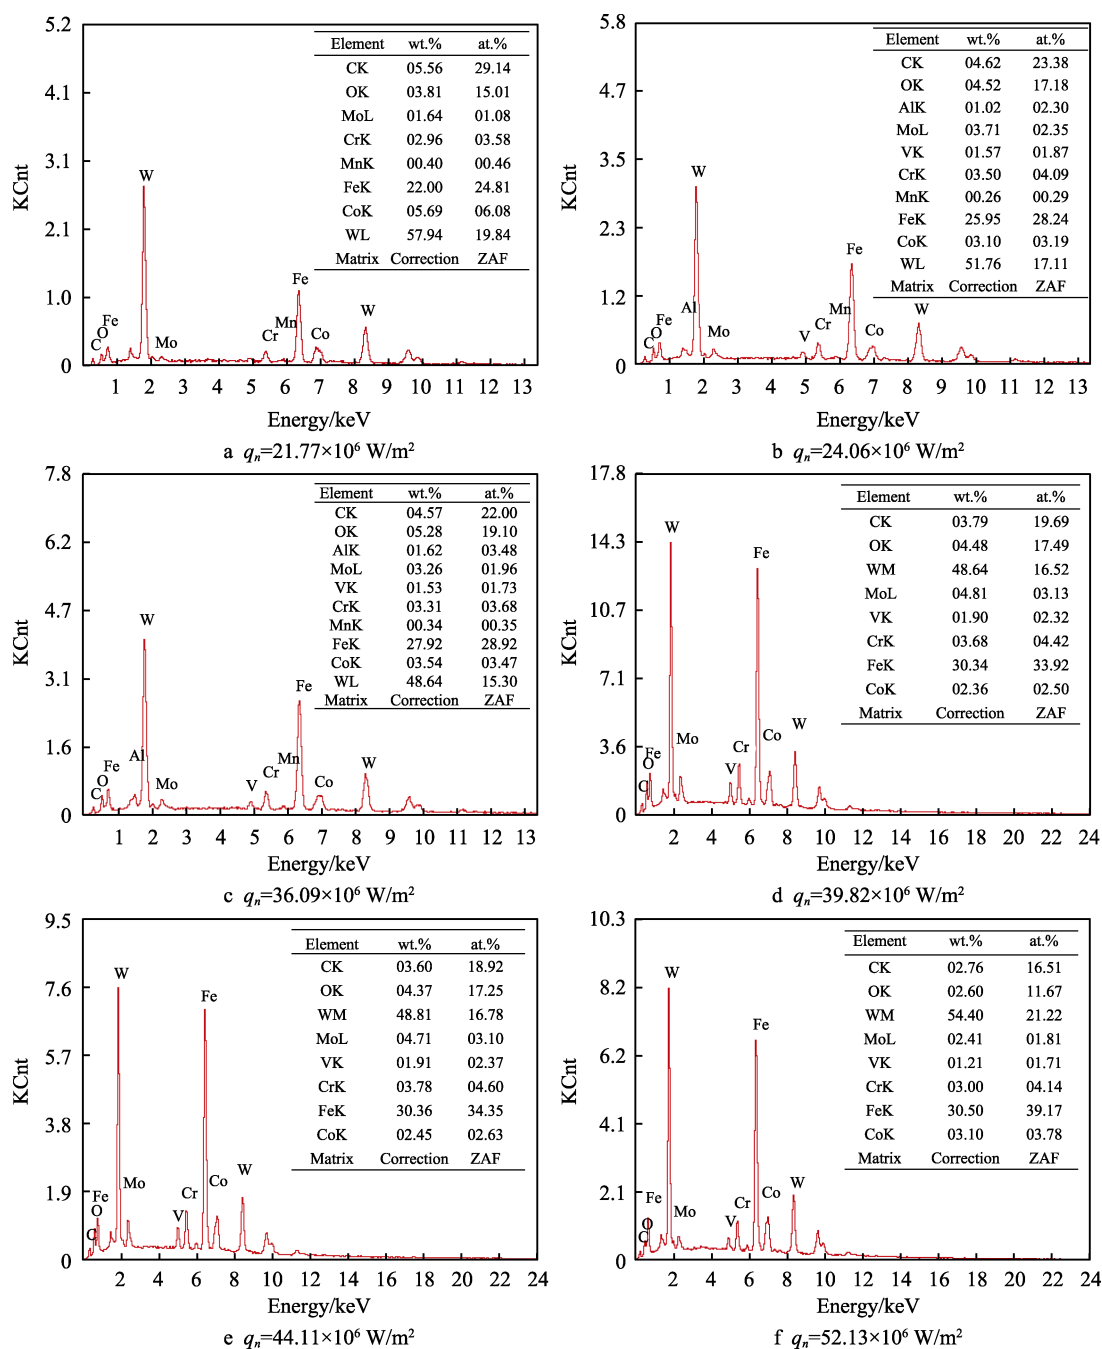 5.2
4.1
3.1
2.1
1.0
0
KCnt
Element wt.% at.%
CK 05.56 29.14
OK 03.81 15.01
MoL 01.64 01.08
CrK 02.96 03.58
MnK 00.40 00.46
FeK 22.00 24.81
CoK 05.69 06.08
WL 57.94 19.84
Matrix Correction ZAF
C O Fe W Mo Cr Mn Fe Co W
1 2 3 4 5 6 7 8 9 10 11 12 13
Energy/keV
a qn=21.77×10⁶ W/m²
5.8
4.7
3.5
2.3
1.2
0
KCnt
Element wt.% at.%
CK 04.62 23.38
OK 04.52 17.18
AlK 01.02 02.30
MoL 03.71 02.35
VK 01.57 01.87
CrK 03.50 04.09
MnK 00.26 00.29
FeK 25.95 28.24
CoK 03.10 03.19
WL 51.76 17.11
Matrix Correction ZAF
C O Fe Al W Mo V Cr Mn Fe Co W
1 2 3 4 5 6 7 8 9 10 11 12 13
Energy/keV
b qn=24.06×10⁶ W/m²
7.8
6.2
4.7
3.1
1.6
0
KCnt
Element wt.% at.%
CK 04.57 22.00
OK 05.28 19.10
AlK 01.62 03.48
MoL 03.26 01.96
VK 01.53 01.73
CrK 03.31 03.68
MnK 00.34 00.35
FeK 27.92 28.92
CoK 03.54 03.47
WL 48.64 15.30
Matrix Correction ZAF
C O Fe Al W Mo V Cr Mn Fe Co W
1 2 3 4 5 6 7 8 9 10 11 12 13
Energy/keV
c qn=36.09×10⁶ W/m²
17.8
14.3
10.7
7.1
3.6
0
KCnt
Element wt.% at.%
CK 03.79 19.69
OK 04.48 17.49
WM 48.64 16.52
MoL 04.81 03.13
VK 01.90 02.32
CrK 03.68 04.42
FeK 30.34 33.92
CoK 02.36 02.50
Matrix Correction ZAF
C O Fe W Mo V Cr Fe Co W
2 4 6 8 10 12 14 16 18 20 22 24
Energy/keV
d qn=39.82×10⁶ W/m²
9.5
7.6
5.7
3.8
1.9
0
KCnt
Element wt.% at.%
CK 03.60 18.92
OK 04.37 17.25
WM 48.81 16.78
MoL 04.71 03.10
VK 01.91 02.37
CrK 03.78 04.60
FeK 30.36 34.35
CoK 02.45 02.63
Matrix Correction ZAF
C O Fe W Mo V Cr Fe Co W
2 4 6 8 10 12 14 16 18 20 22 24
Energy/keV
e qn=44.11×10⁶ W/m²
10.3
8.2
6.2
4.1
2.1
0
KCnt
Element wt.% at.%
CK 02.76 16.51
OK 02.60 11.67
WM 54.40 21.22
MoL 02.41 01.81
VK 01.21 01.71
CrK 03.00 04.14
FeK 30.50 39.17
CoK 03.10 03.78
Matrix Correction ZAF
C O Fe W Mo V Cr Fe Co W
2 4 6 8 10 12 14 16 18 20 22 24
Energy/keV
f qn=52.13×10⁶ W/m²